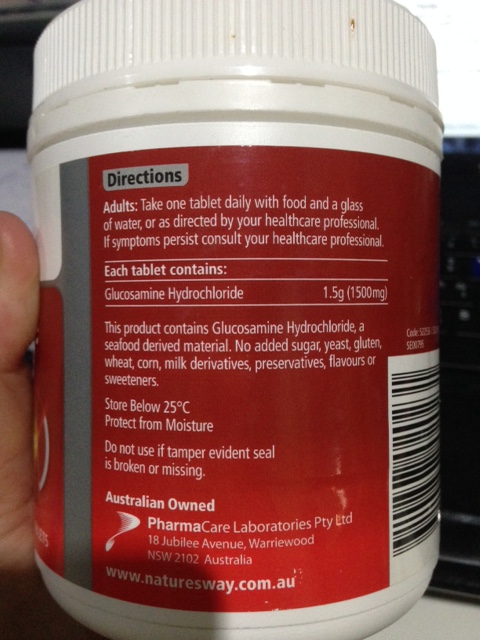 Directions
Adults: Take one tablet daily with food and a glass
of water, or as directed by your healthcare professional.
If symptoms persist consult your healthcare professional.
Each tablet contains:
Glucosamine Hydrochloride 1.5g (1500mg)
This product contains Glucosamine Hydrochloride, a
seafood derived material. No added sugar, yeast, gluten,
wheat, corn, milk derivatives, preservatives, flavours or
sweeteners.
Store Below 25°C
Protect from Moisture
Do not use if tamper evident seal
is broken or missing.
Australian Owned
PharmaCare Laboratories Pty Ltd
18 Jubilee Avenue, Warriewood
NSW 2102 Australia
www.naturesway.com.au
Code: